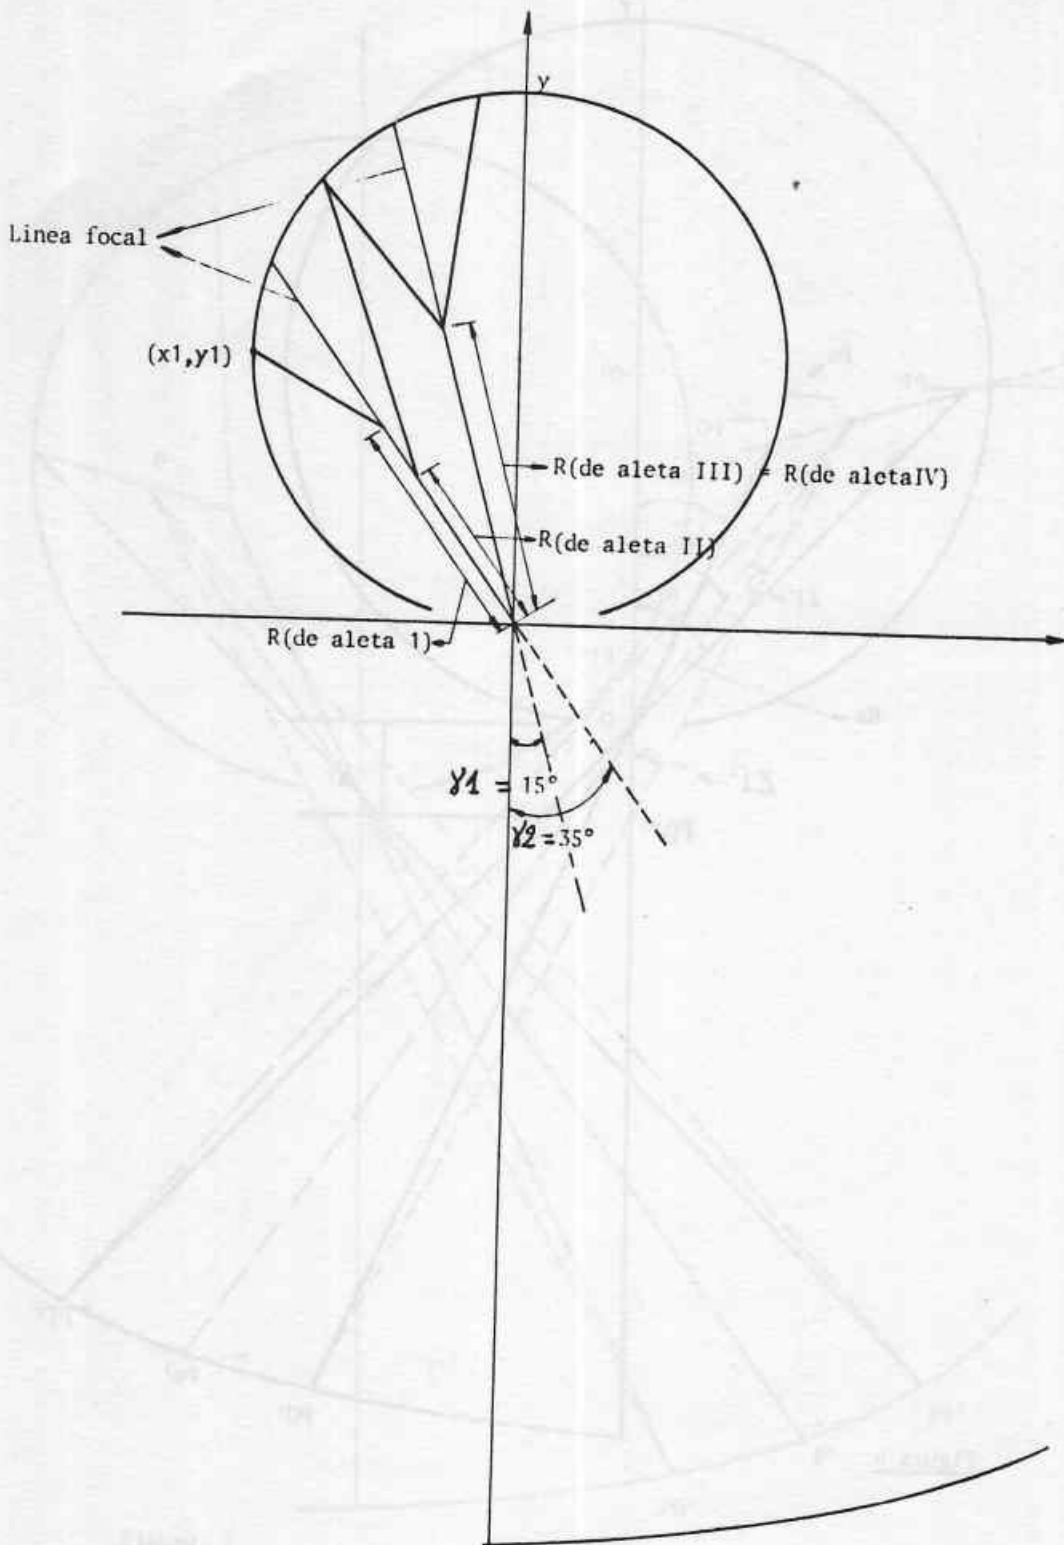 y
Linea focal
(x1,y1)
R(de aleta III) = R(de aletaIV)
R(de aleta II)
R(de aleta 1)
γ1 = 15°
γ2 = 35°